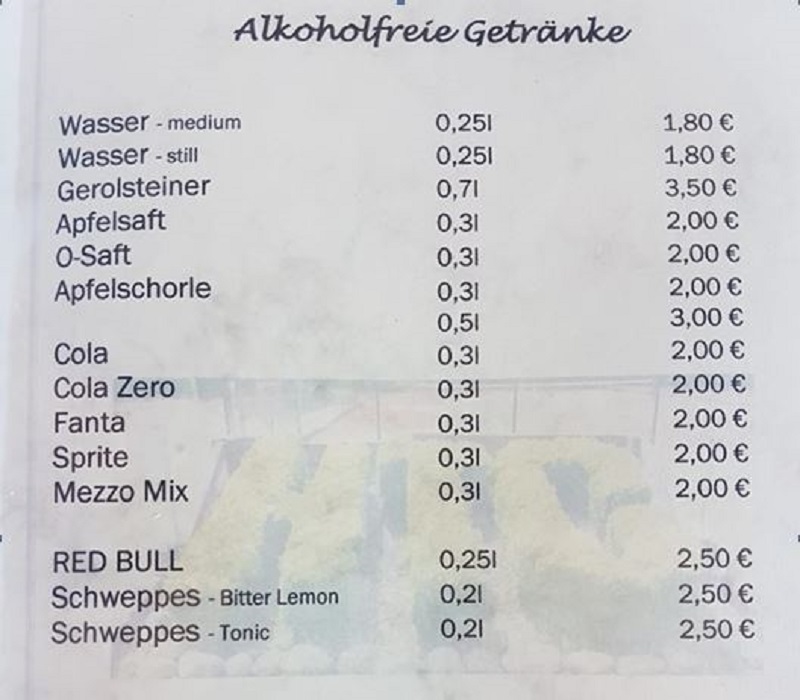 Alkoholfreie Getränke
Wasser - medium 0,25l 1,80 €
Wasser - still 0,25l 1,80 €
Gerolsteiner 0,7l 3,50 €
Apfelsaft 0,3l 2,00 €
O-Saft 0,3l 2,00 €
Apfelschorle 0,3l 2,00 €
0,5l 3,00 €
Cola 0,3l 2,00 €
Cola Zero 0,3l 2,00 €
Fanta 0,3l 2,00 €
Sprite 0,3l 2,00 €
Mezzo Mix 0,3l 2,00 €
RED BULL 0,25l 2,50 €
Schweppes - Bitter Lemon 0,2l 2,50 €
Schweppes - Tonic 0,2l 2,50 €